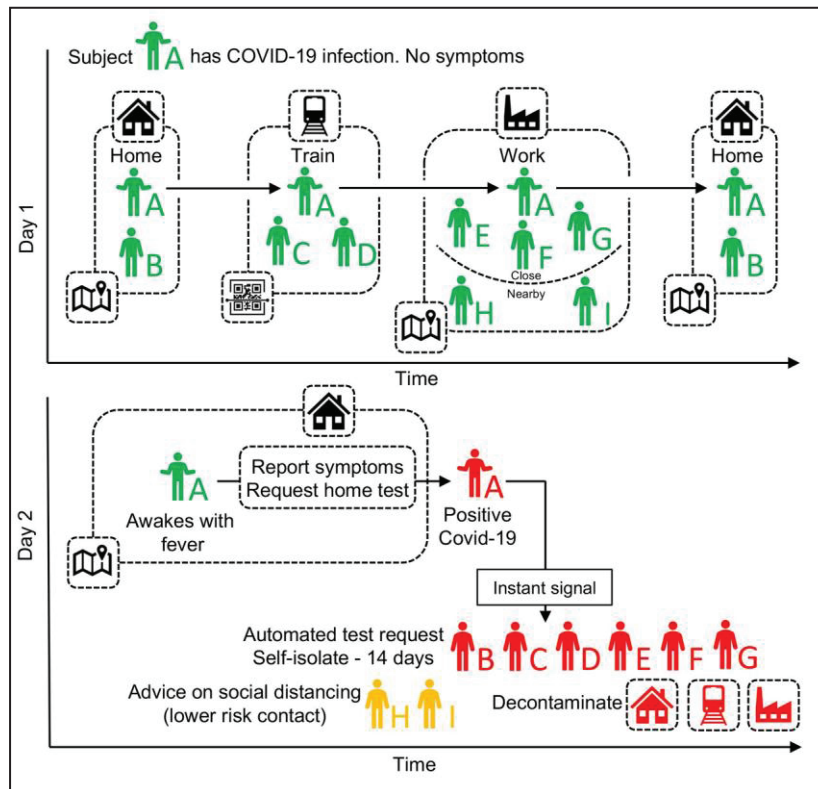 Subject A has COVID-19 infection. No symptoms
Home
Train
Work
Home
A
A
A
A
B
C
D
E
F
G
B
Close
Nearby
H
I
Day 1
Time
A
Report symptoms
Request home test
A
Awakes with
fever
Positive
Covid-19
Instant signal
Automated test request
Self-isolate - 14 days
B
C
D
E
F
G
Advice on social distancing
(lower risk contact)
H
I
Decontaminate
Day 2
Time